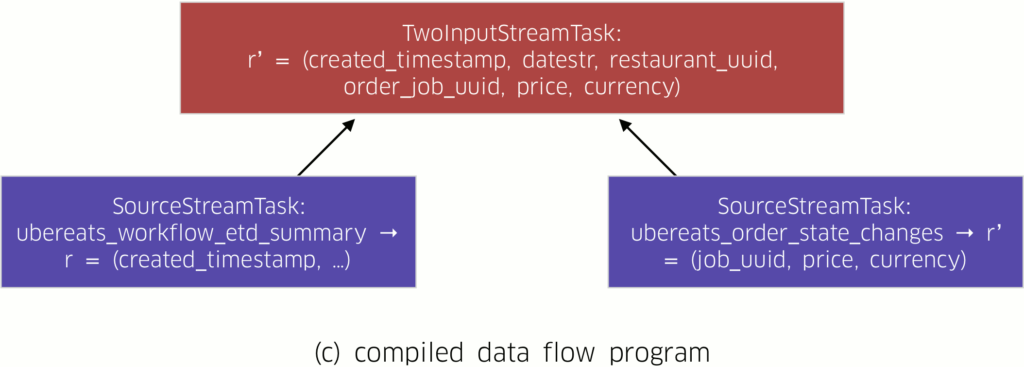 TwoInputStreamTask:
r’ = (created_timestamp, datestr, restaurant_uuid,
order_job_uuid, price, currency)
SourceStreamTask:
ubereats_workflow_etd_summary →
r = (created_timestamp, …)
SourceStreamTask:
ubereats_order_state_changes → r’
= (job_uuid, price, currency)
(c) compiled data flow program